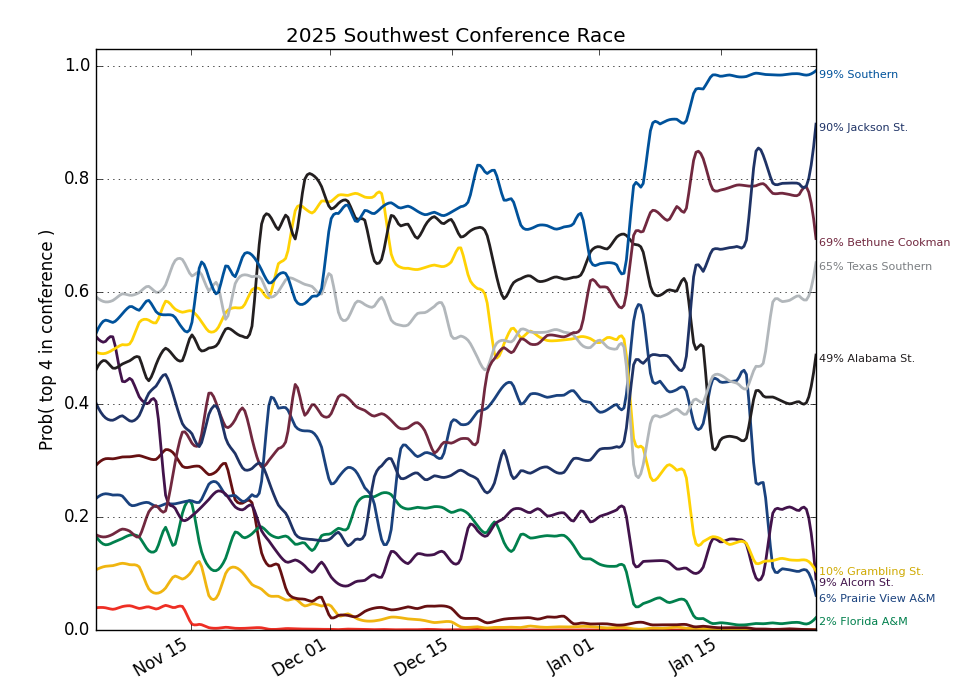 2025 Southwest Conference Race
1.0
0.8
0.6
0.4
0.2
0.0
Prob( top 4 in conference )
Nov 15
Dec 01
Dec 15
Jan 01
Jan 15
99% Southern
90% Jackson St.
69% Bethune Cookman
65% Texas Southern
49% Alabama St.
10% Grambling St.
9% Alcorn St.
6% Prairie View A&M
2% Florida A&M